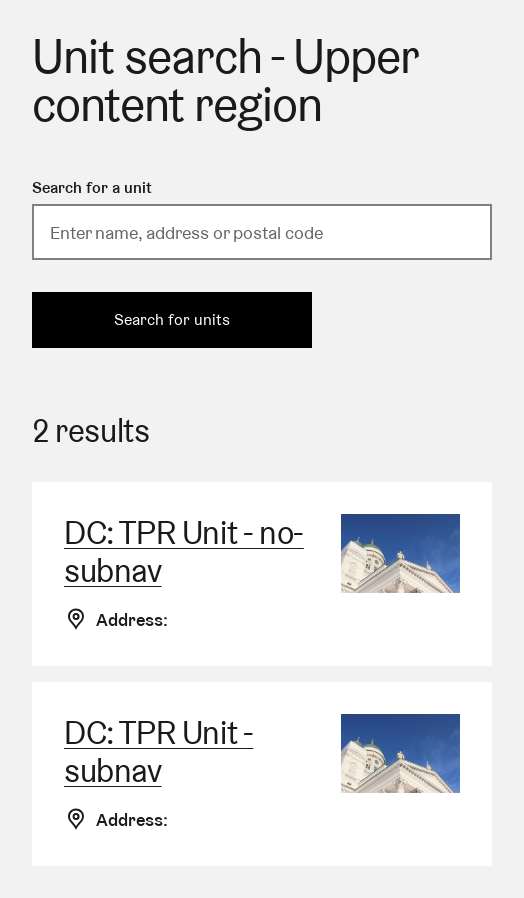 Unit search - Upper
content region
Search for a unit
Enter name, address or postal code
Search for units
2 results
DC: TPR Unit - no-
subnav
Address:
DC: TPR Unit -
subnav
Address: